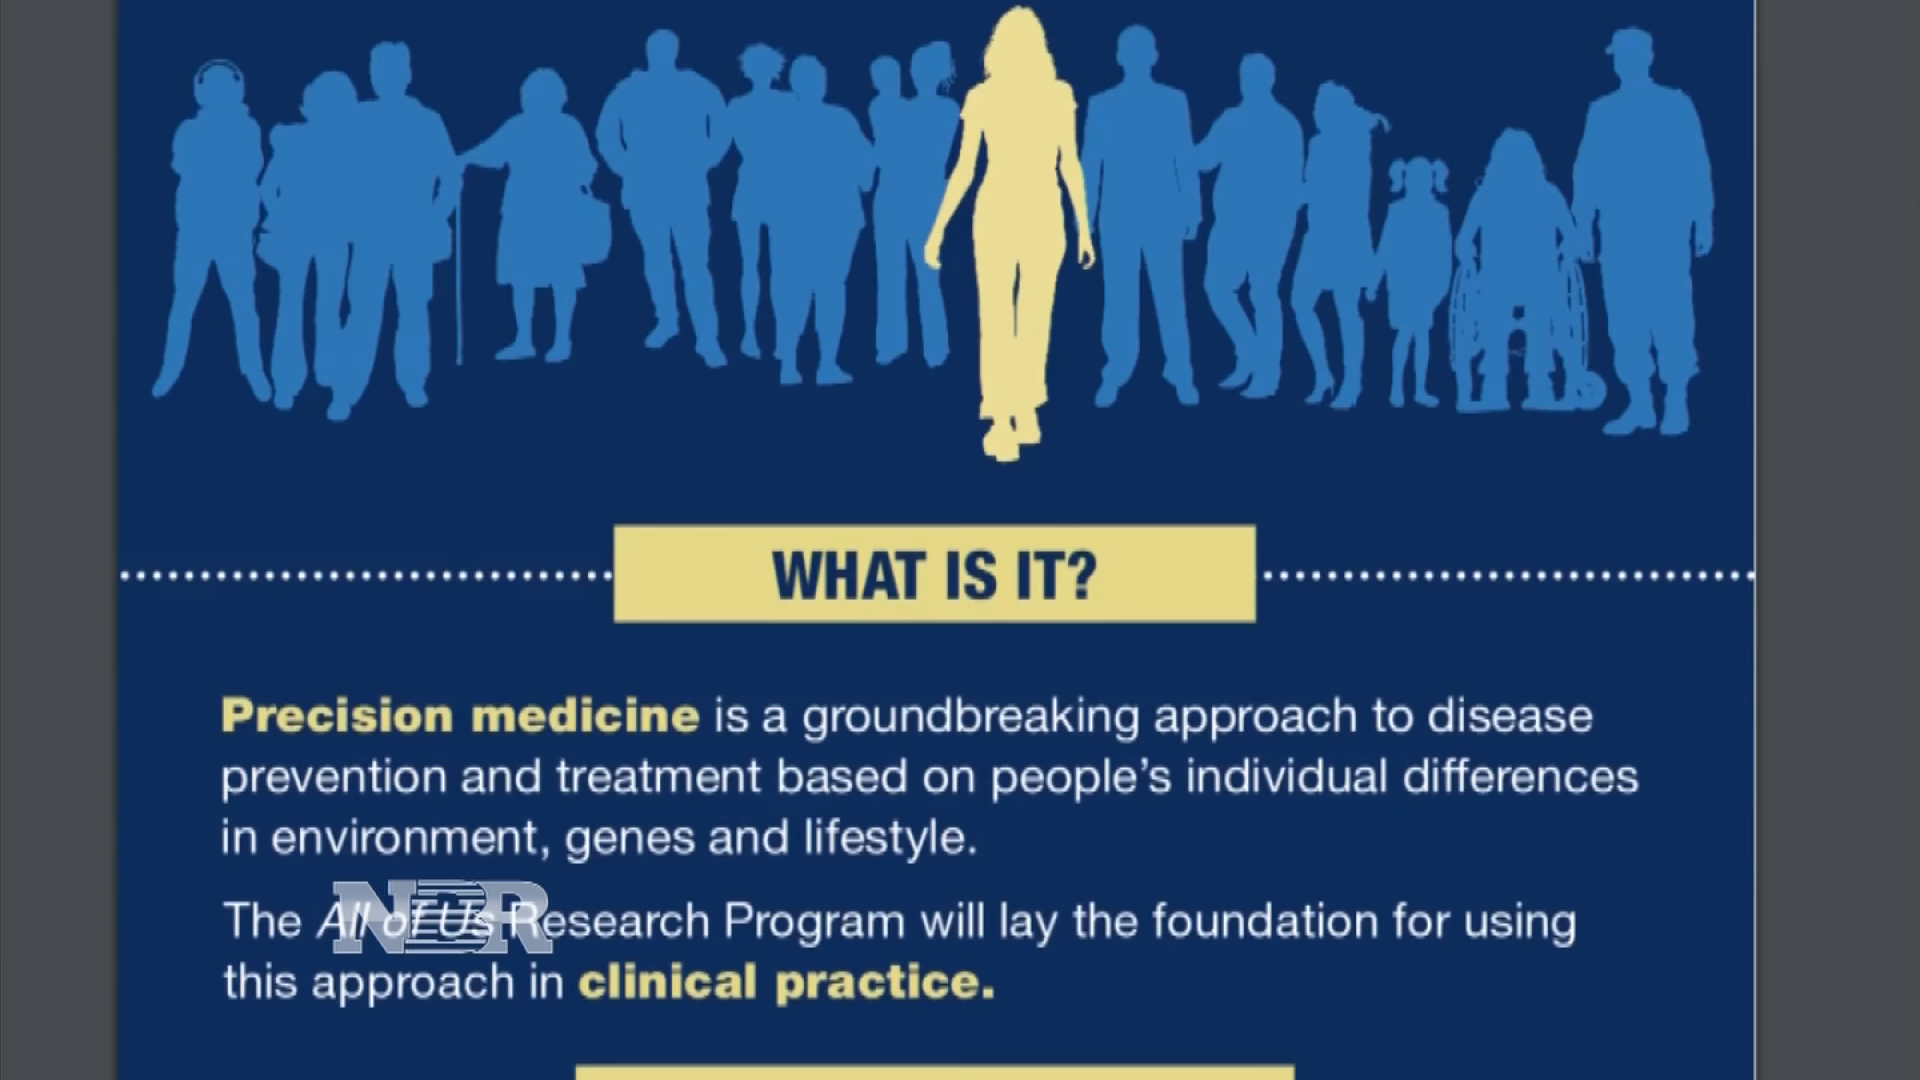 WHAT IS IT?
Precision medicine is a groundbreaking approach to disease
prevention and treatment based on people's individual differences
in environment, genes and lifestyle.
The All of Us Research Program will lay the foundation for using
this approach in clinical practice.
NBR